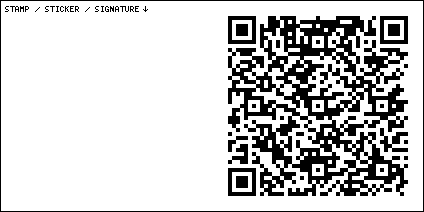 STAMP / STICKER / SIGNATURE ↓